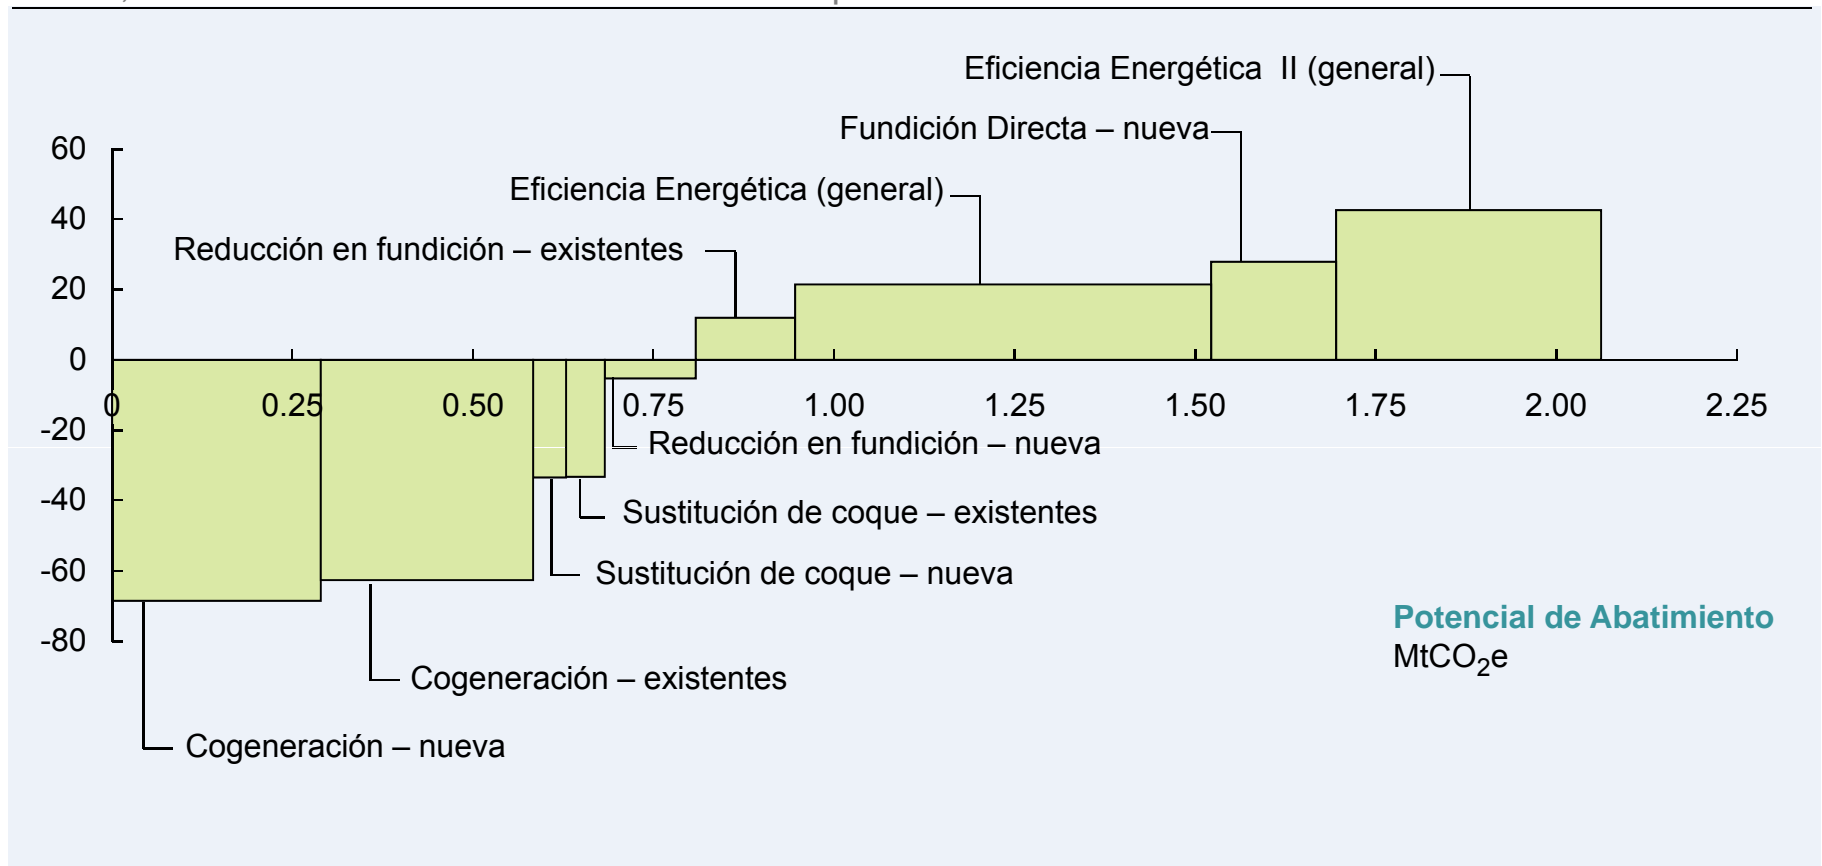 Eficiencia Energética II (general)
Fundición Directa – nueva
60
Eficiencia Energética (general)
40
Reducción en fundición – existentes
20
0
0 0.25 0.50 0.75 1.00 1.25 1.50 1.75 2.00 2.25
-20
Reducción en fundición – nueva
-40
Sustitución de coque – existentes
-60
Sustitución de coque – nueva
Potencial de Abatimiento
-80
MtCO₂e
Cogeneración – existentes
Cogeneración – nueva